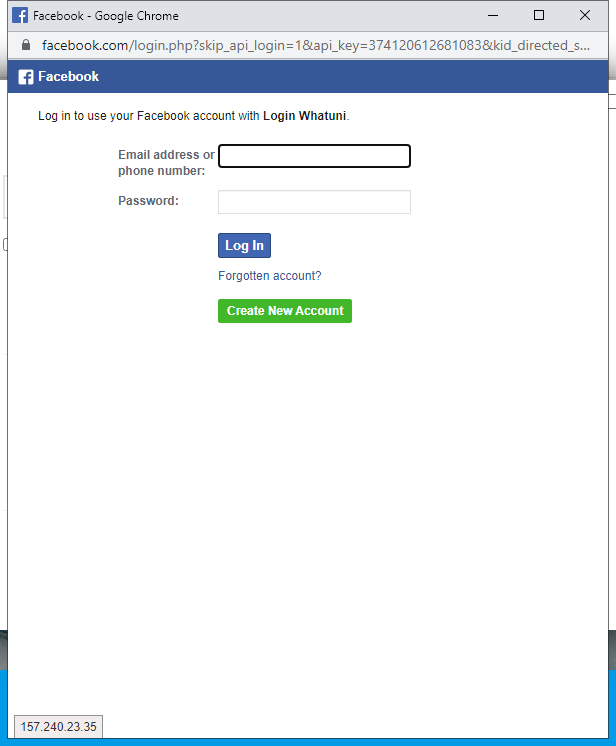 Facebook - Google Chrome
facebook.com/login.php?skip_api_login=1&api_key=374120612681083&kid_directed_s...
Facebook
Log in to use your Facebook account with Login Whatuni.
Email address or
phone number:
Password:
Log In
Forgotten account?
Create New Account
157.240.23.35